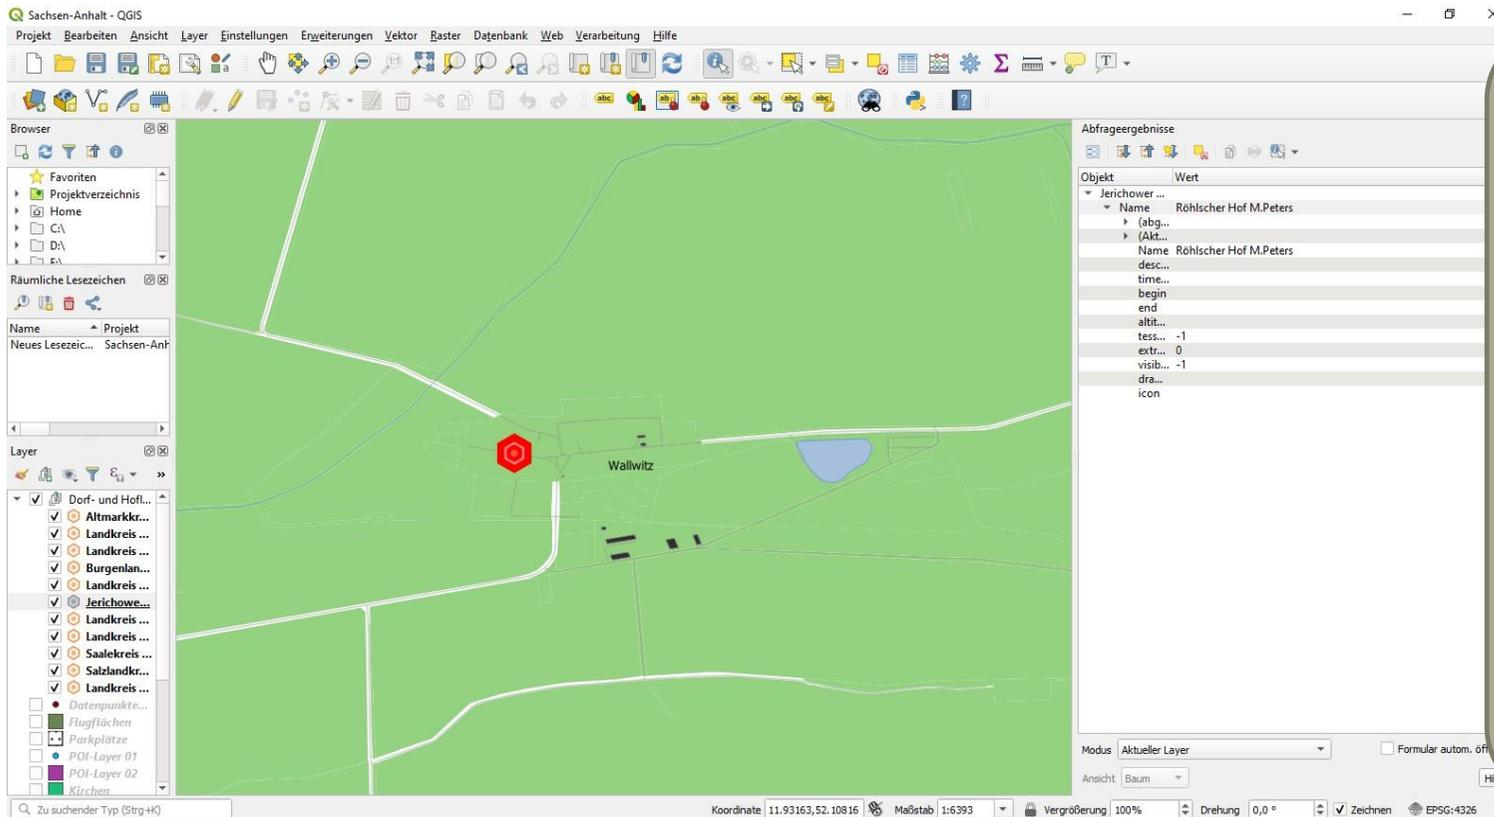 Sachsen-Anhalt - QGIS
Projekt Bearbeiten Ansicht Layer Einstellungen Erweiterungen Vektor Raster Datenbank Web Verarbeitung Hilfe
Browser
Favoriten
Projektverzeichnis
Home
C:\
D:\
E:\
Räumliche Lesezeichen
Name Projekt
Neues Lesezeic... Sachsen-Anh
Layer
»
Dorf- und Hofl...
Altmarkkr...
Landkreis ...
Landkreis ...
Burgenlan...
Landkreis ...
Jerichowe...
Landkreis ...
Landkreis ...
Saalekreis ...
Salzlandkr...
Landkreis ...
Datenpunkte...
Flugflächen
Parkplätze
POI-Layer 01
POI-Layer 02
Kirchen
Wallwitz
Abfrageergebnisse
Objekt Wert
Jerichower ...
Name Röhlscher Hof M.Peters
(abg...
(Akt...
Name Röhlscher Hof M.Peters
desc...
time...
begin
end
altit...
tess... -1
extr... 0
visib... -1
dra...
icon
Modus Aktueller Layer Formular autom. öf
Ansicht Baum Hi
Zu suchender Typ (Strg+K) Koordinate 11.93163,52.10816 Maßstab 1:6393 Vergrößerung 100% Drehung 0,0 ° Zeichnen EPSG:4326